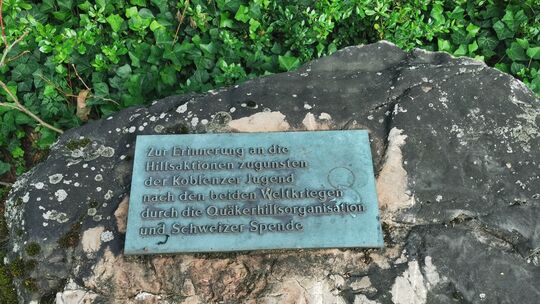 Zur Erinnerung an die
Hilfsaktionen zugunsten
der Koblenzer Jugend
nach den beiden Weltkriegen
durch die Quäkerhilfsorganisation
und Schweizer Spende